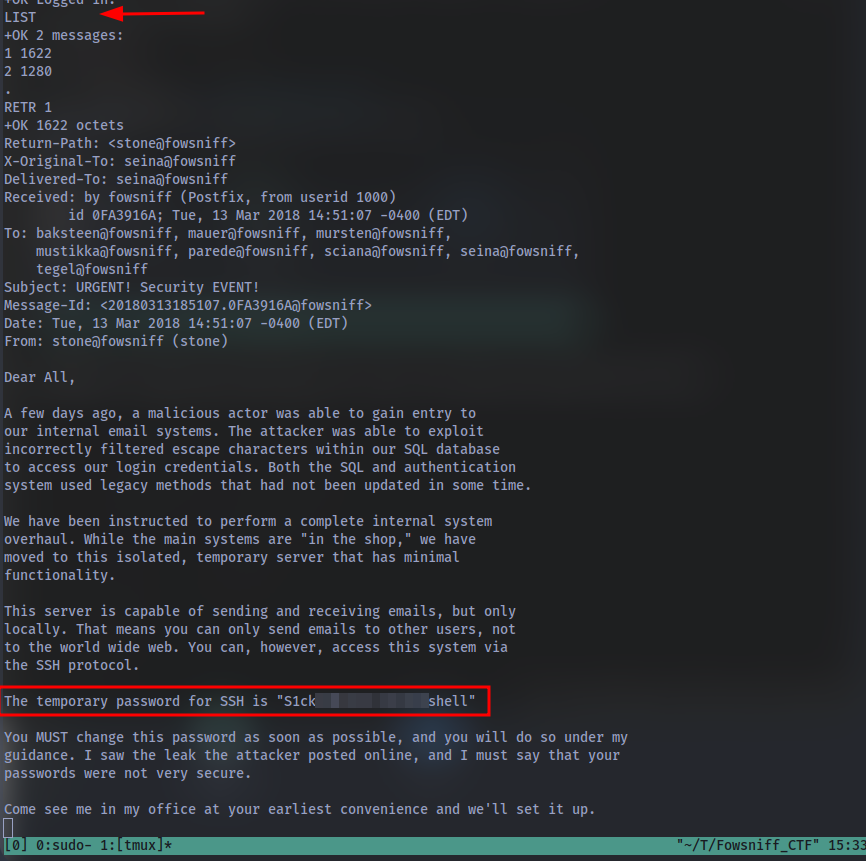 +OK Logged in.
LIST
+OK 2 messages:
1 1622
2 1280
.
RETR 1
+OK 1622 octets
Return-Path: <stone@fowsniff>
X-Original-To: seina@fowsniff
Delivered-To: seina@fowsniff
Received: by fowsniff (Postfix, from userid 1000)
        id 0FA3916A; Tue, 13 Mar 2018 14:51:07 -0400 (EDT)
To: baksteen@fowsniff, mauer@fowsniff, mursten@fowsniff,
    mustikka@fowsniff, parede@fowsniff, sciana@fowsniff, seina@fowsniff,
    tegel@fowsniff
Subject: URGENT! Security EVENT!
Message-Id: <20180313185107.0FA3916A@fowsniff>
Date: Tue, 13 Mar 2018 14:51:07 -0400 (EDT)
From: stone@fowsniff (stone)

Dear All,

A few days ago, a malicious actor was able to gain entry to
our internal email systems. The attacker was able to exploit
incorrectly filtered escape characters within our SQL database
to access our login credentials. Both the SQL and authentication
system used legacy methods that had not been updated in some time.

We have been instructed to perform a complete internal system
overhaul. While the main systems are "in the shop," we have
moved to this isolated, temporary server that has minimal
functionality.

This server is capable of sending and receiving emails, but only
locally. That means you can only send emails to other users, not
to the world wide web. You can, however, access this system via
the SSH protocol.

The temporary password for SSH is "S1ck shell"

You MUST change this password as soon as possible, and you will do so under my
guidance. I saw the leak the attacker posted online, and I must say that your
passwords were not very secure.

Come see me in my office at your earliest convenience and we'll set it up.
[0] 0:sudo- 1:[tmux]* "~/T/Fowsniff_CTF" 15:33